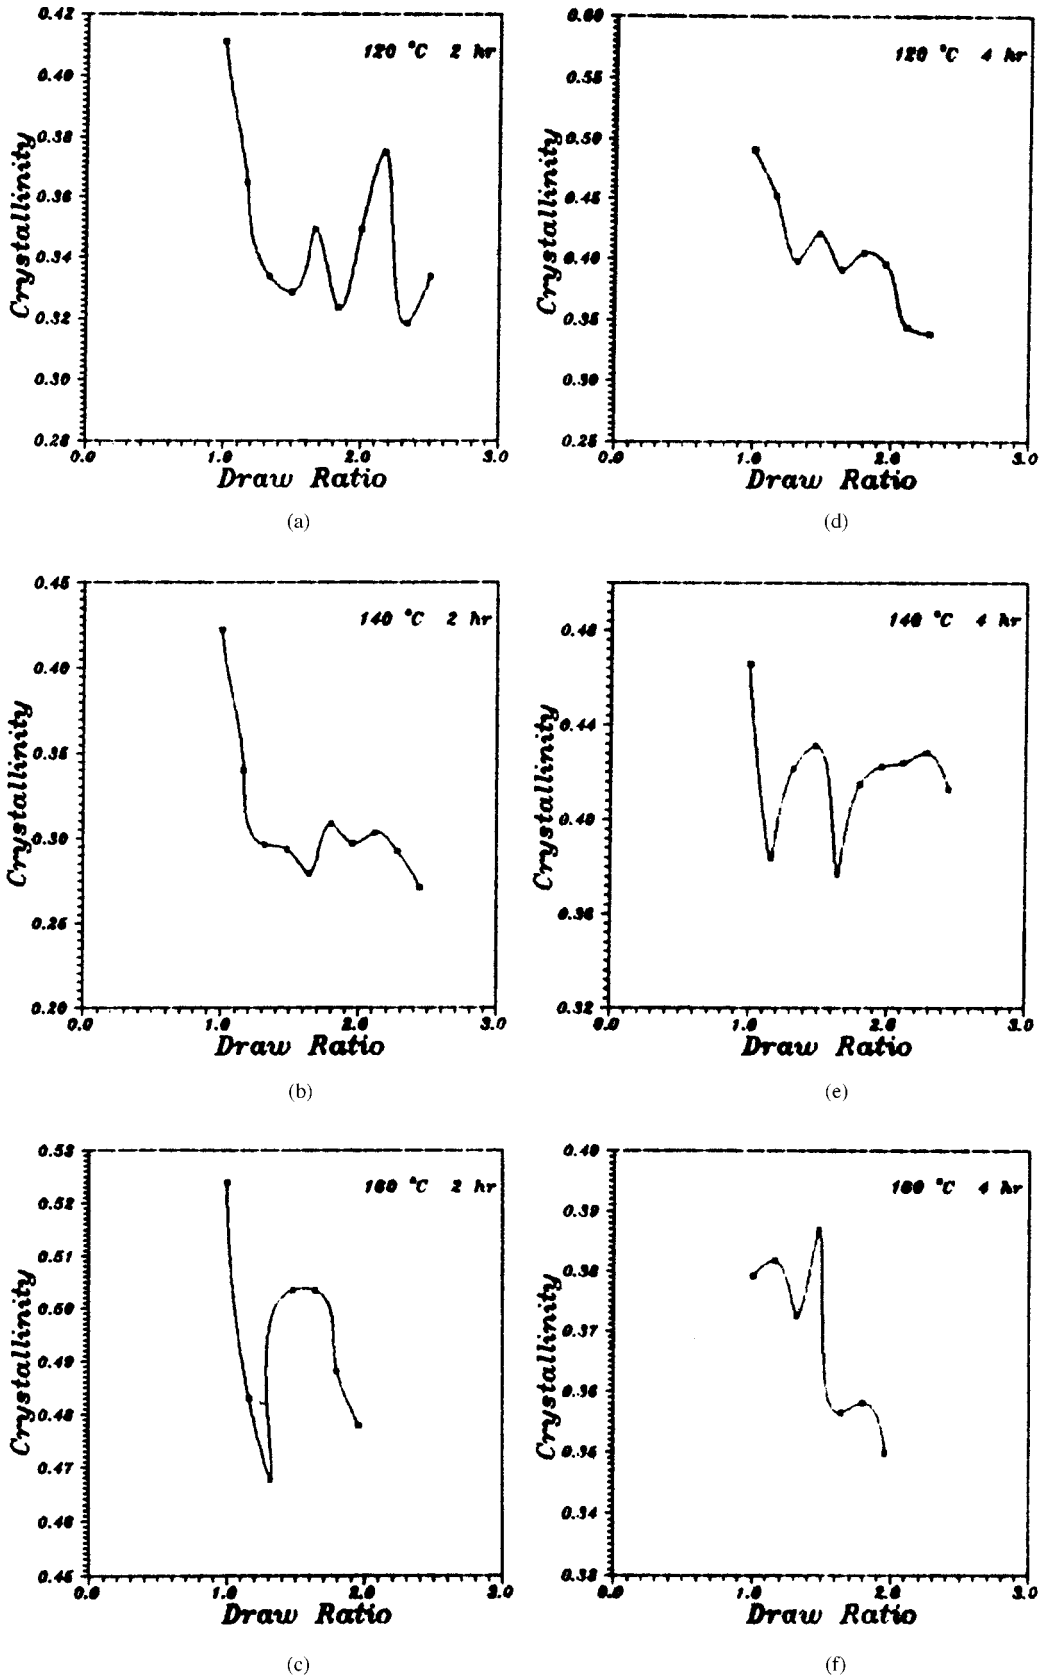 0.42
120 °C 2 hr
0.40
0.38
0.36
0.34
0.32
0.30
0.28
Crystallinity
0.0 1.0 2.0 3.0
Draw Ratio
(a)
0.60
120 °C 4 hr
0.55
0.50
0.45
0.40
0.35
0.30
0.25
Crystallinity
0.0 1.0 2.0 3.0
Draw Ratio
(d)
0.45
140 °C 2 hr
0.40
0.35
0.30
0.25
0.20
Crystallinity
0.0 1.0 2.0 3.0
Draw Ratio
(b)
140 °C 4 hr
0.48
0.44
0.40
0.36
0.32
Crystallinity
0.0 1.0 2.0 3.0
Draw Ratio
(e)
0.53
160 °C 2 hr
0.52
0.51
0.50
0.49
0.48
0.47
0.46
0.45
Crystallinity
0.0 1.0 2.0 3.0
Draw Ratio
(c)
0.40
160 °C 4 hr
0.39
0.38
0.37
0.36
0.35
0.34
0.33
Crystallinity
0.0 1.0 2.0 3.0
Draw Ratio
(f)